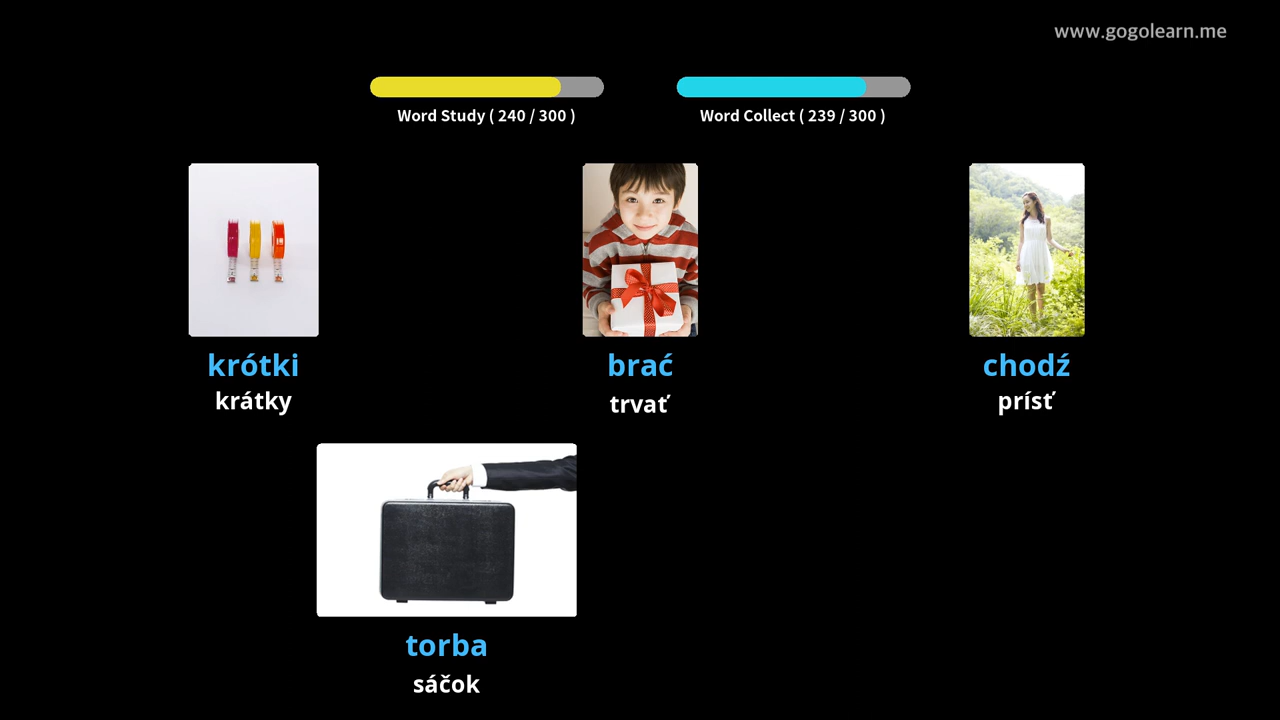 www.gogolearn.me
Word Study ( 240 / 300 )
Word Collect ( 239 / 300 )
krótki
krátky
brać
trvať
chodź
prísť
torba
sáčok